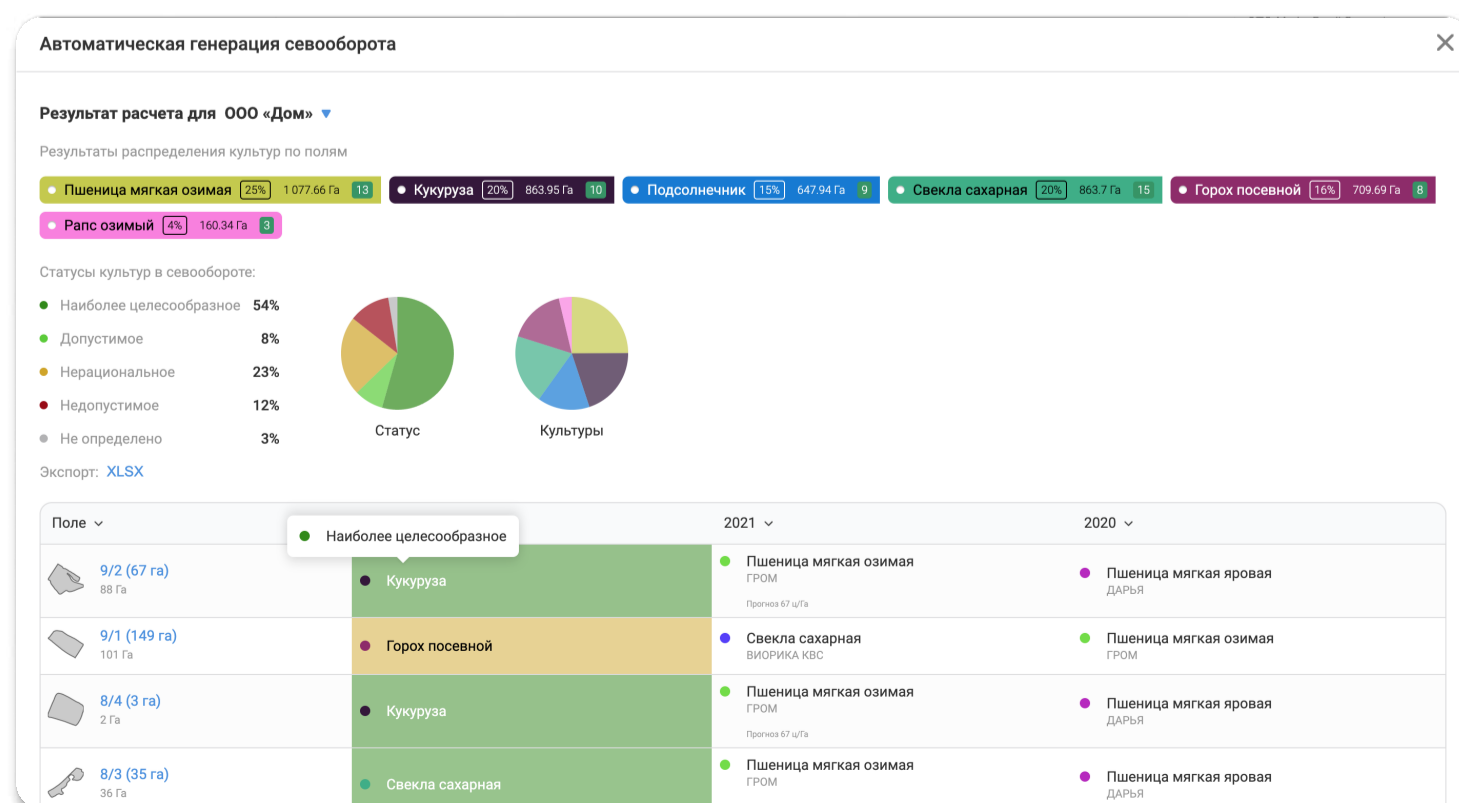 Автоматическая генерация севооборота
Результат расчета для ООО «Дом»
Результаты распределения культур по полям
Пшеница мягкая озимая 25% 1 077.66 Га 13
Кукуруза 20% 863.95 Га 10
Подсолнечник 15% 647.94 Га 9
Свекла сахарная 20% 863.7 Га 15
Горох посевной 16% 709.69 Га 8
Рапс озимый 4% 160.34 Га 3
Статусы культур в севообороте:
Наиболее целесообразное 54%
Допустимое 8%
Нерациональное 23%
Недопустимое 12%
Не определено 3%
Статус
Культуры
Экспорт: XLSX
Поле
2021
2020
Наиболее целесообразное
9/2 (67 га)
88 Га
Кукуруза
Пшеница мягкая озимая
ГРОМ
Прогноз 67 ц/Га
Пшеница мягкая яровая
ДАРЬЯ
9/1 (149 га)
101 Га
Горох посевной
Свекла сахарная
ВИОРИКА КВС
Пшеница мягкая озимая
ГРОМ
8/4 (3 га)
2 Га
Кукуруза
Пшеница мягкая озимая
ГРОМ
Прогноз 67 ц/Га
Пшеница мягкая яровая
ДАРЬЯ
8/3 (35 га)
36 Га
Свекла сахарная
Пшеница мягкая озимая
ГРОМ
Пшеница мягкая яровая
ДАРЬЯ